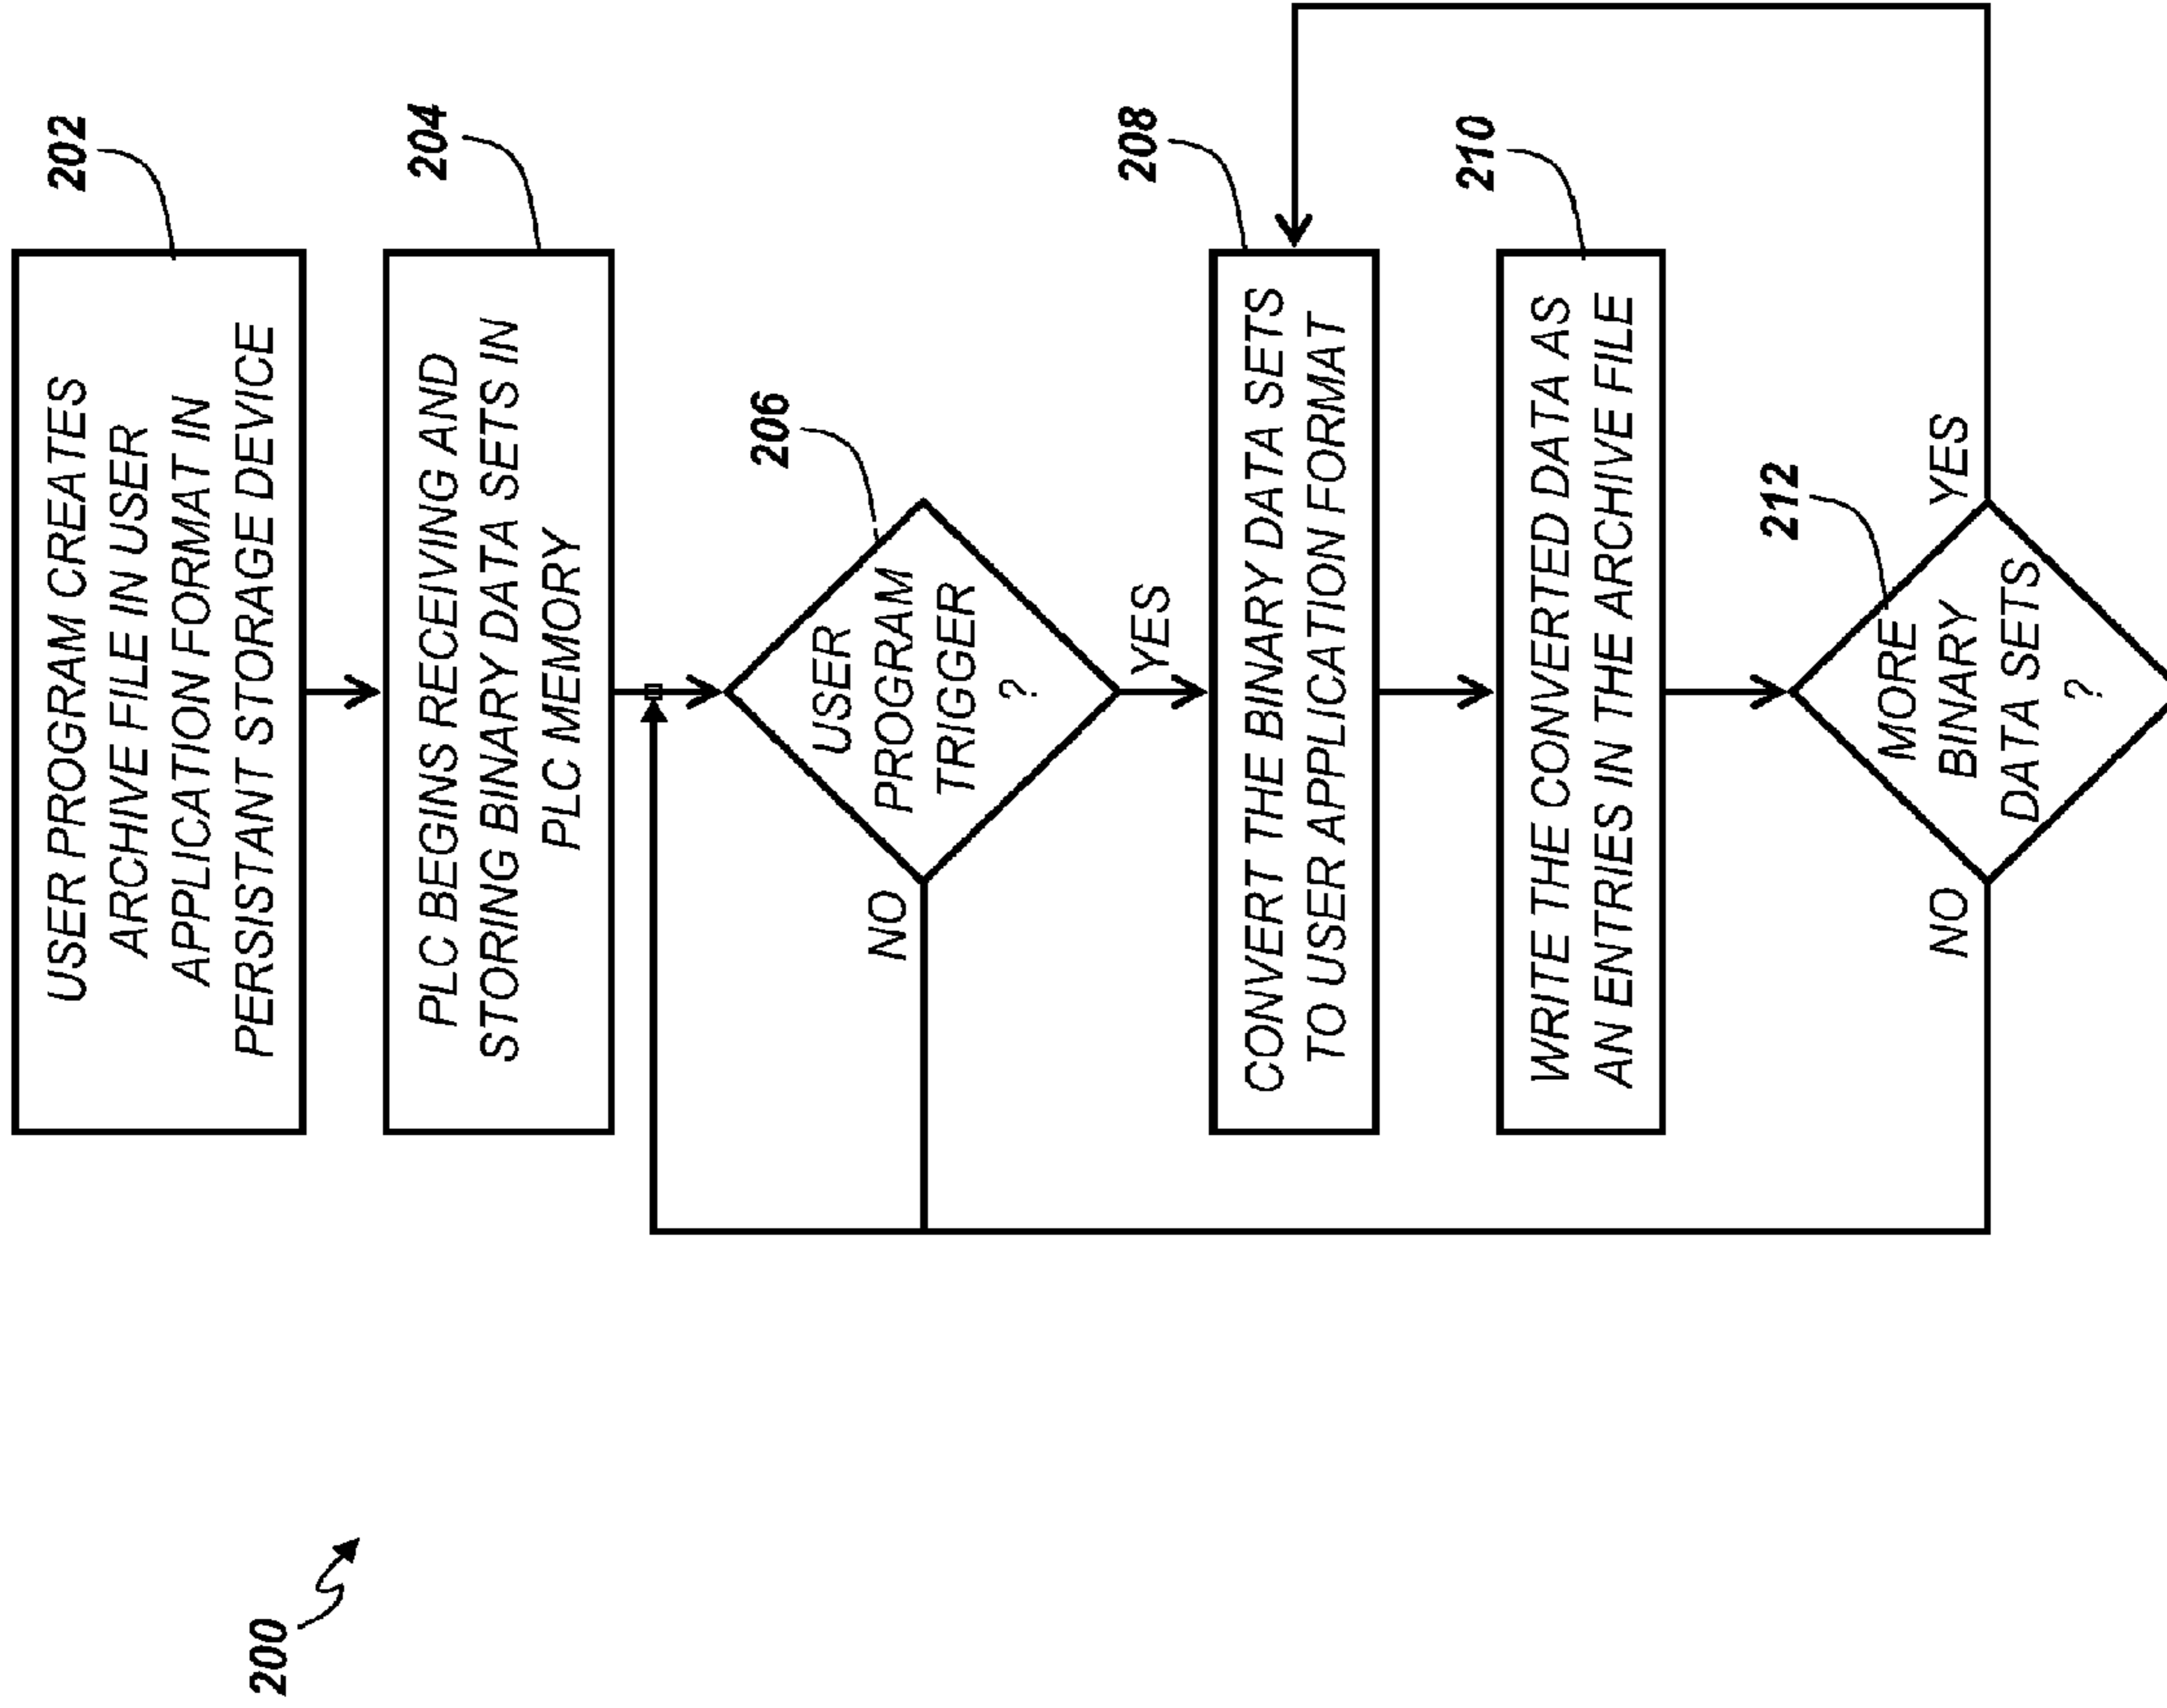 200
202
USER PROGRAM CREATES
ARCHIVE FILE IN USER
APPLICATION FORMAT IN
PERSISTANT STORAGE DEVICE
204
PLC BEGINS RECEIVING AND
STORING BINARY DATA SETS IN
PLC MEMORY
206
USER
PROGRAM
TRIGGER
?
NO
YES
208
CONVERT THE BINARY DATA SETS
TO USER APPLICATION FORMAT
210
WRITE THE CONVERTED DATA AS
AN ENTRIES IN THE ARCHIVE FILE
212
MORE
BINARY
DATA SETS
?
NO
YES